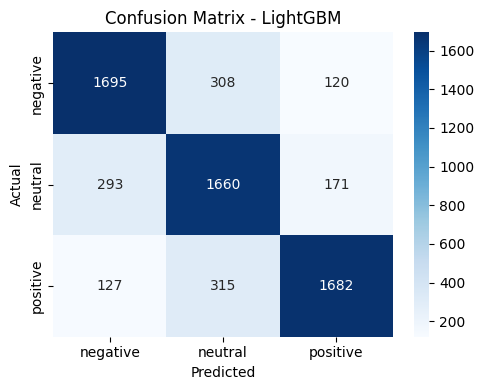 Confusion Matrix - LightGBM
negative 1695 308 120
neutral 293 1660 171
positive 127 315 1682
Actual
negative neutral positive
Predicted
1600
1400
1200
1000
800
600
400
200